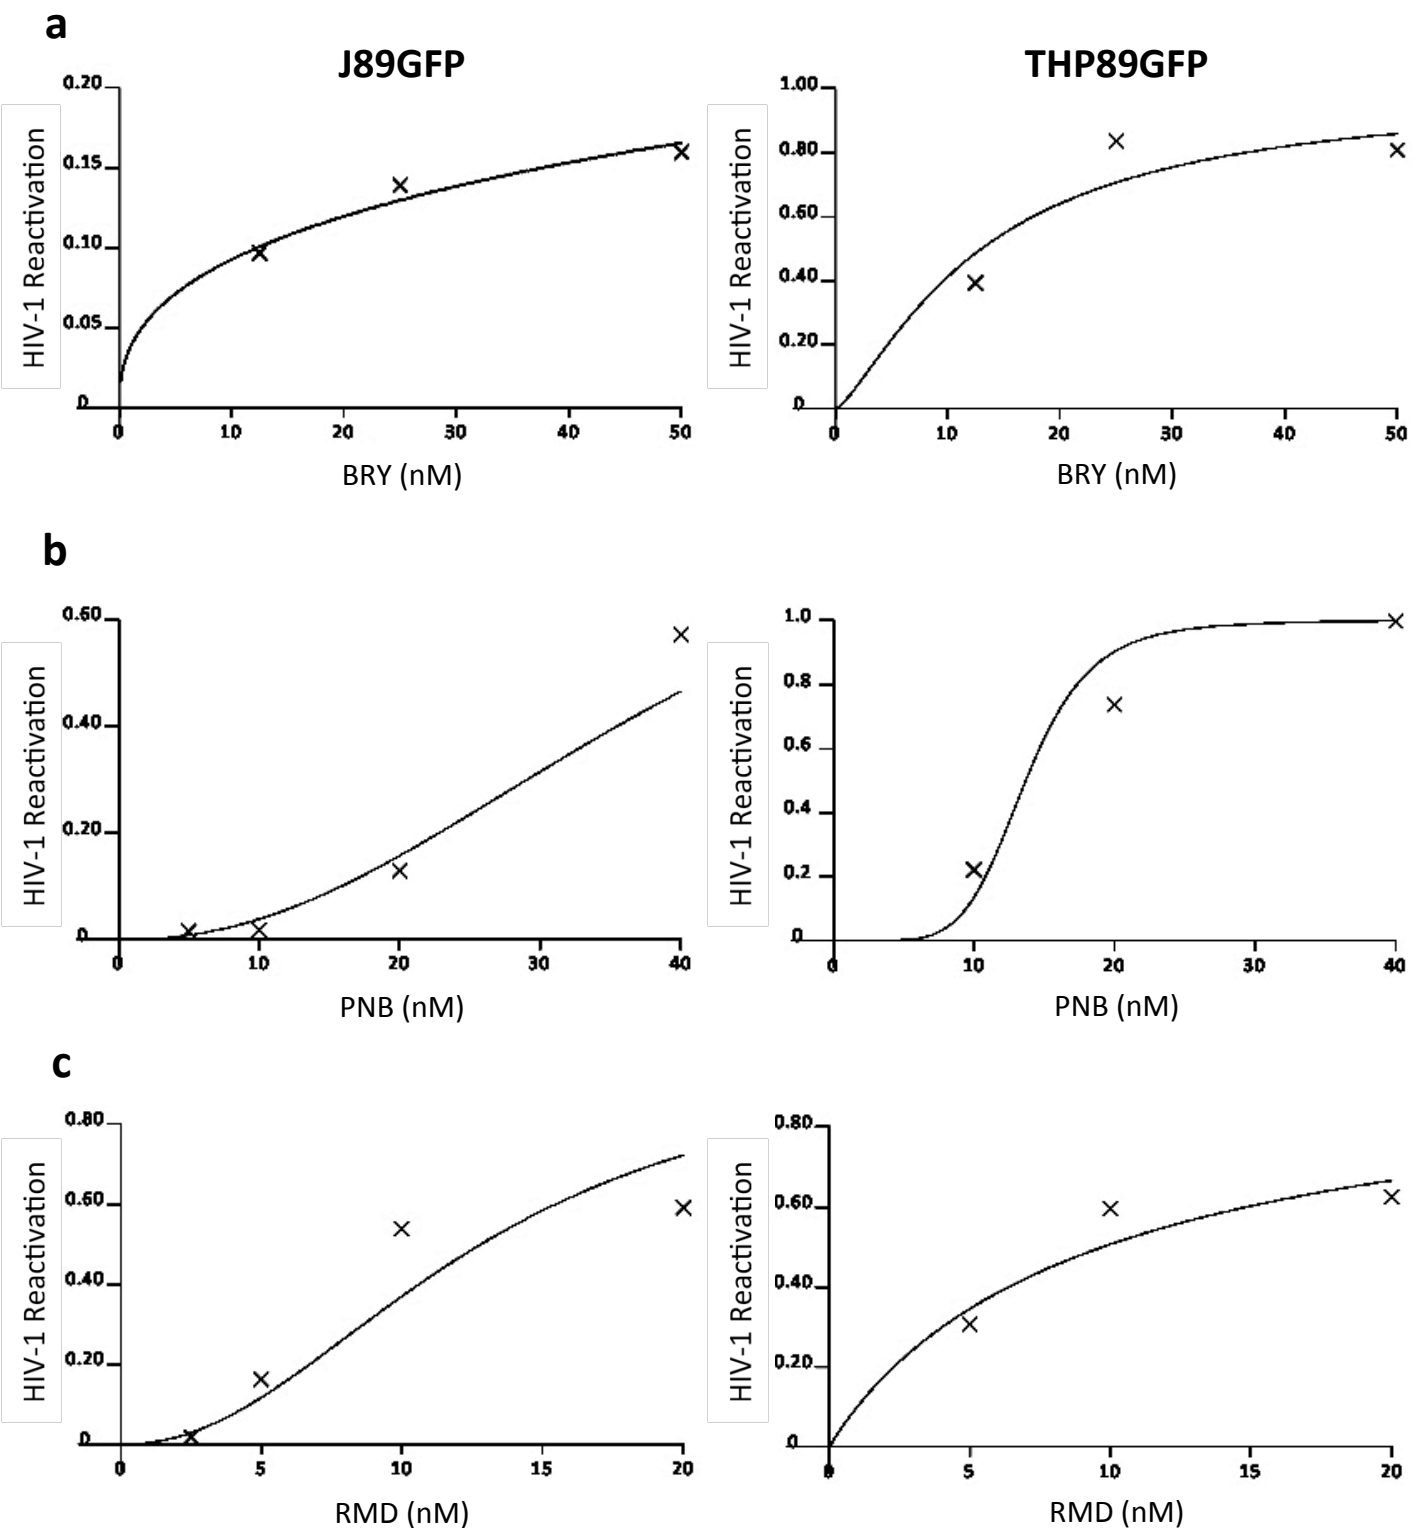 a
J89GFP
THP89GFP
HIV-1 Reactivation
0.20
0.15
0.10
0.05
0
0 10 20 30 40 50
BRY (nM)
HIV-1 Reactivation
1.00
0.80
0.60
0.40
0.20
0
0 10 20 30 40 50
BRY (nM)
b
HIV-1 Reactivation
0.60
0.40
0.20
0
0 10 20 30 40
PNB (nM)
HIV-1 Reactivation
1.0
0.8
0.6
0.4
0.2
0
0 10 20 30 40
PNB (nM)
c
HIV-1 Reactivation
0.80
0.60
0.40
0.20
0
0 5 10 15 20
RMD (nM)
HIV-1 Reactivation
0.80
0.60
0.40
0.20
0
0 5 10 15 20
RMD (nM)